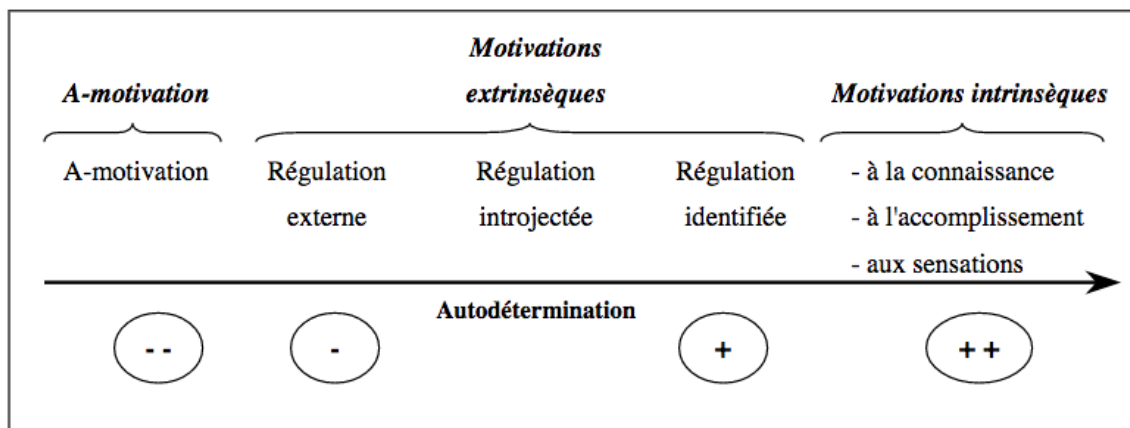 Motivations
A-motivation extrinsèques Motivations intrinsèques
A-motivation Régulation Régulation Régulation - à la connaissance
externe introjectée identifiée - à l'accomplissement
- aux sensations
Autodétermination
- - - + + +